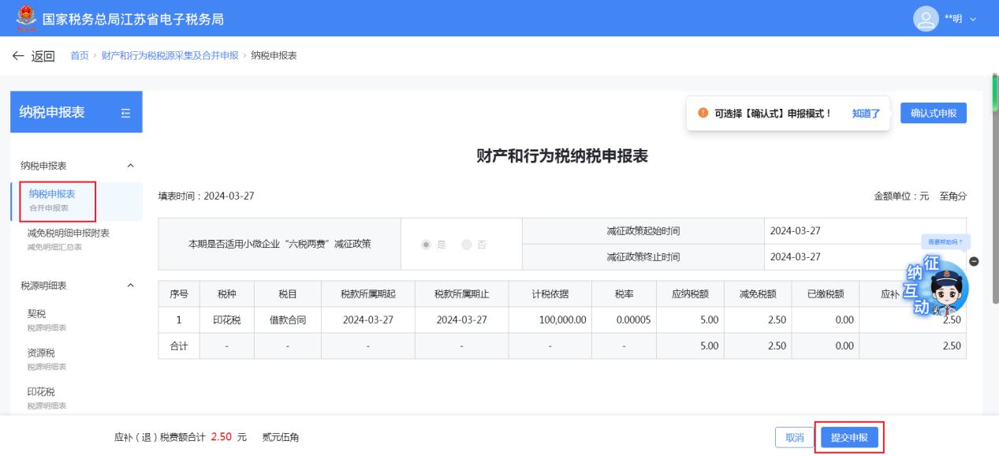 国家税务总局江苏省电子税务局
**明
返回 首页 > 财产和行为税税源采集及合并申报 > 纳税申报表
纳税申报表
可选择【确认式】申报模式！ 知道了
确认式申报
财产和行为税纳税申报表
纳税申报表
纳税申报表
合并申报表
减免税明细申报附表
减免明细汇总表
税源明细表
契税
税源明细表
资源税
税源明细表
印花税
税源明细表
填表时间：2024-03-27 金额单位：元 至角分
本期是否适用小微企业“六税两费”减征政策 是 否
减征政策起始时间 2024-03-27
减征政策终止时间 2024-03-27
需要帮助吗？
征纳互动
序号 税种 税目 税款所属期起 税款所属期止 计税依据 税率 应纳税额 减免税额 已缴税额 应补
1 印花税 借款合同 2024-03-27 2024-03-27 100,000.00 0.00005 5.00 2.50 0.00 2.50
合计 - - - - - - 5.00 2.50 0.00 2.50
应补（退）税费额合计 2.50 元 贰元伍角
取消 提交申报